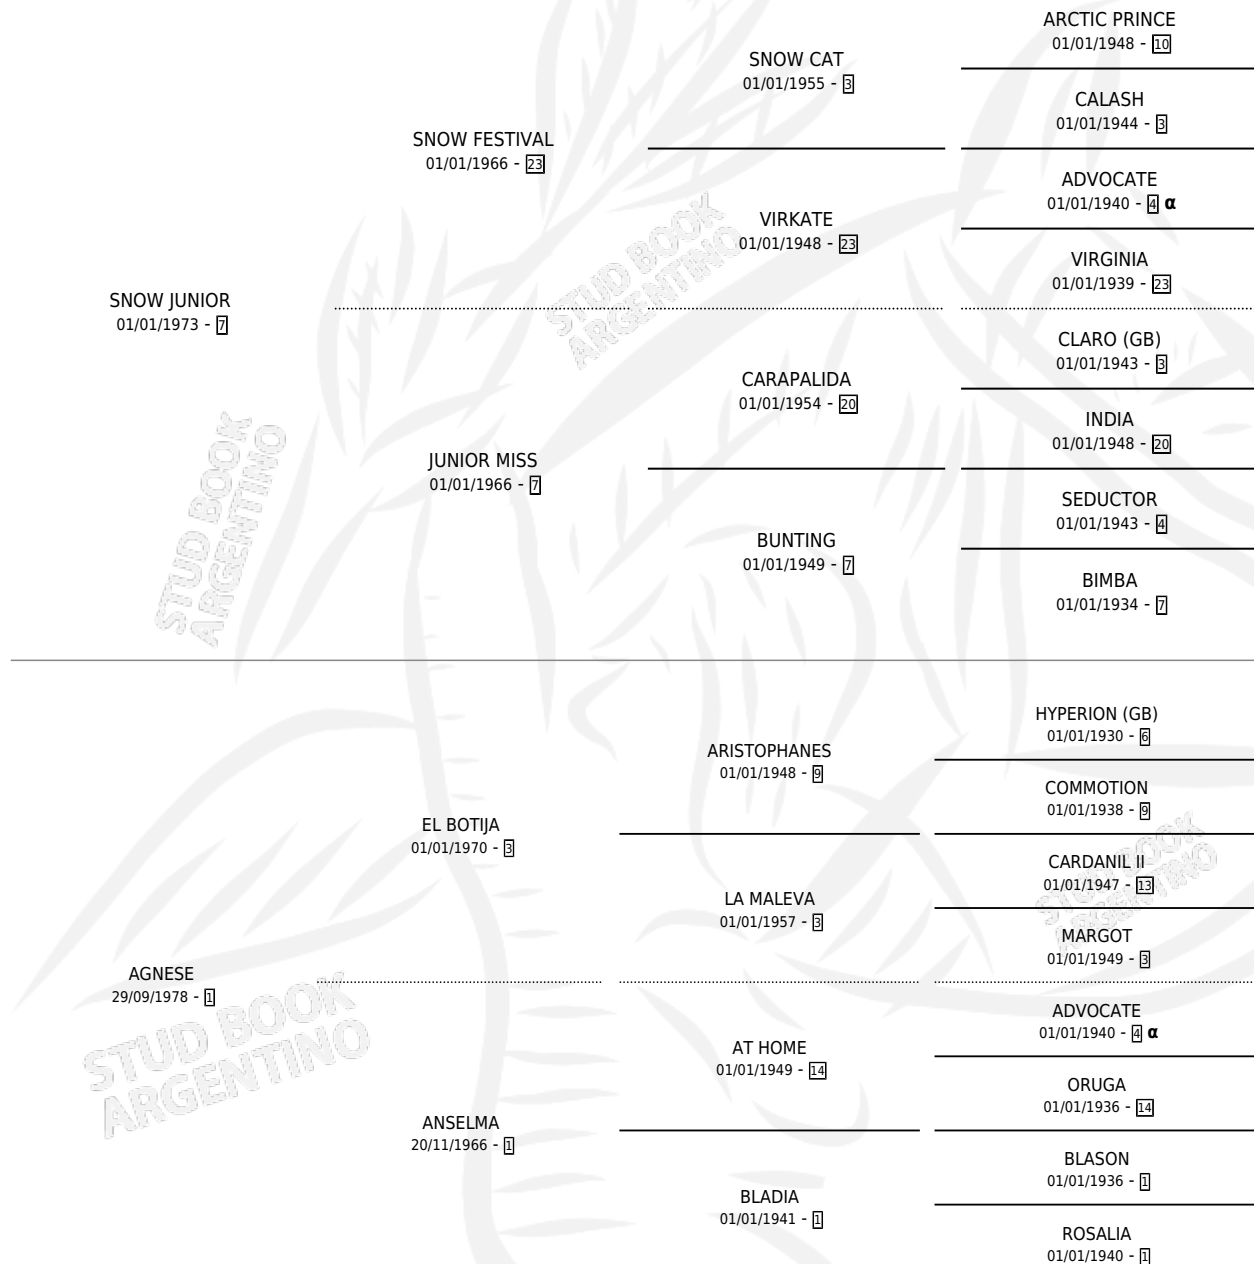 ARCTIC PRINCE
01/01/1948 - 10
SNOW CAT
01/01/1955 - 3
CALASH
01/01/1944 - 3
SNOW FESTIVAL
01/01/1966 - 23
ADVOCATE
01/01/1940 - 4 α
VIRKATE
01/01/1948 - 23
VIRGINIA
01/01/1939 - 23
SNOW JUNIOR
01/01/1973 - 7
CLARO (GB)
01/01/1943 - 3
CARAPALIDA
01/01/1954 - 20
INDIA
01/01/1948 - 20
JUNIOR MISS
01/01/1966 - 7
SEDUCTOR
01/01/1943 - 4
BUNTING
01/01/1949 - 7
BIMBA
01/01/1934 - 7
HYPERION (GB)
01/01/1930 - 6
ARISTOPHANES
01/01/1948 - 9
COMMOTION
01/01/1938 - 9
EL BOTIJA
01/01/1970 - 3
CARDANIL II
01/01/1947 - 13
LA MALEVA
01/01/1957 - 3
MARGOT
01/01/1949 - 3
AGNESE
29/09/1978 - 1
ADVOCATE
01/01/1940 - 4 α
AT HOME
01/01/1949 - 14
ORUGA
01/01/1936 - 14
ANSELMA
20/11/1966 - 1
BLASON
01/01/1936 - 1
BLADIA
01/01/1941 - 1
ROSALIA
01/01/1940 - 1
STUD BOOK
ARGENTINO
STUD BOOK
ARGENTINO
STUD BOOK
ARGENTINO
STUD BOOK
ARGENTINO